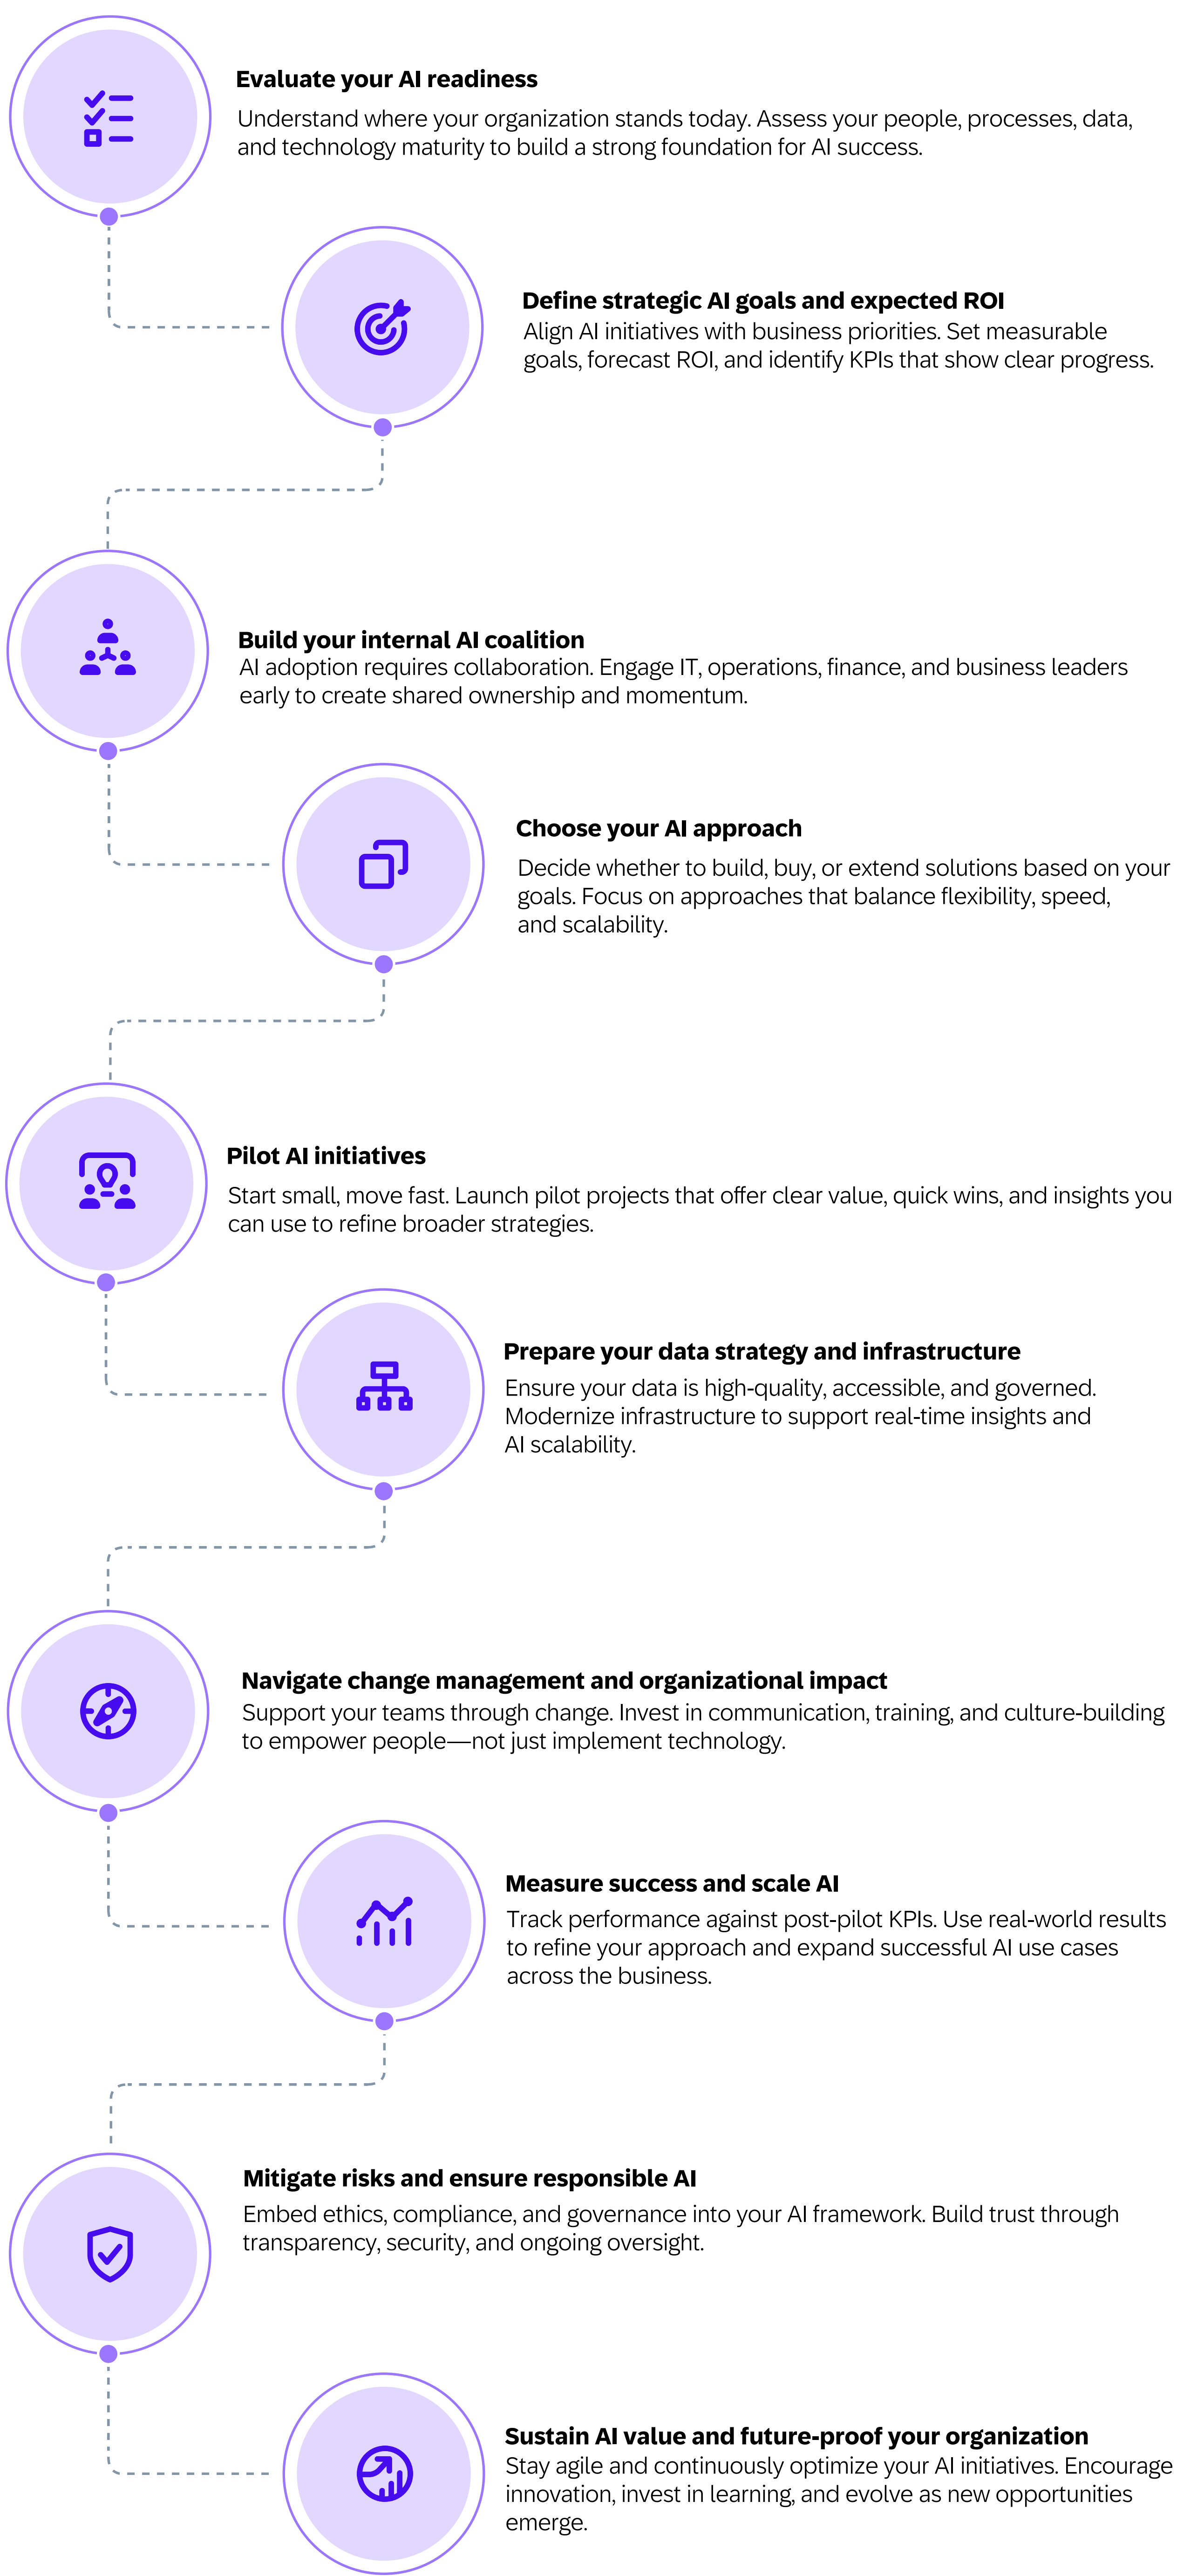 Evaluate your AI readiness
Understand where your organization stands today. Assess your people, processes, data,
and technology maturity to build a strong foundation for AI success.
Define strategic AI goals and expected ROI
Align AI initiatives with business priorities. Set measurable
goals, forecast ROI, and identify KPIs that show clear progress.
Build your internal AI coalition
AI adoption requires collaboration. Engage IT, operations, finance, and business leaders
early to create shared ownership and momentum.
Choose your AI approach
Decide whether to build, buy, or extend solutions based on your
goals. Focus on approaches that balance flexibility, speed,
and scalability.
Pilot AI initiatives
Start small, move fast. Launch pilot projects that offer clear value, quick wins, and insights you
can use to refine broader strategies.
Prepare your data strategy and infrastructure
Ensure your data is high-quality, accessible, and governed.
Modernize infrastructure to support real-time insights and
AI scalability.
Navigate change management and organizational impact
Support your teams through change. Invest in communication, training, and culture-building
to empower people—not just implement technology.
Measure success and scale AI
Track performance against post-pilot KPIs. Use real-world results
to refine your approach and expand successful AI use cases
across the business.
Mitigate risks and ensure responsible AI
Embed ethics, compliance, and governance into your AI framework. Build trust through
transparency, security, and ongoing oversight.
Sustain AI value and future-proof your organization
Stay agile and continuously optimize your AI initiatives. Encourage
innovation, invest in learning, and evolve as new opportunities
emerge.